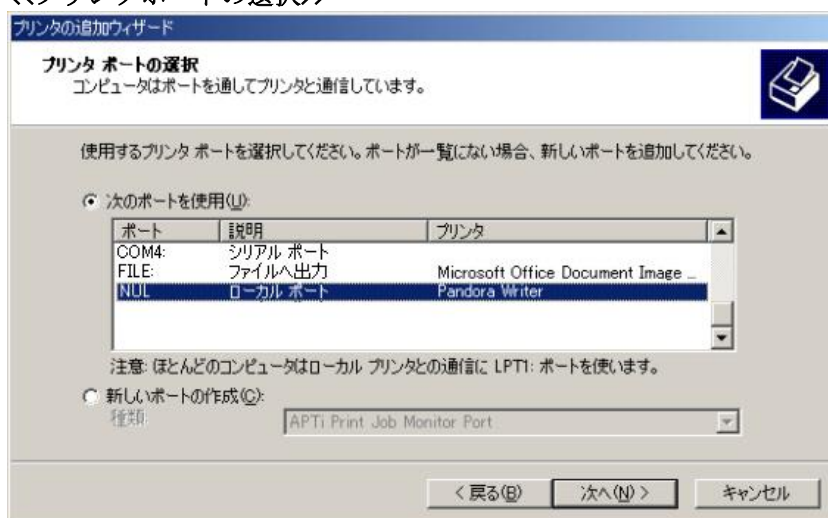 <<プリンタポートの選択>>
プリンタの追加ウィザード
プリンタ ポートの選択
コンピュータはポートを通してプリンタと通信しています。
使用するプリンタ ポートを選択してください。ポートが一覧にない場合、新しいポートを追加してください。
次のポートを使用(U):
ポート 説明 プリンタ
COM4: シリアル ポート
FILE: ファイルへ出力 Microsoft Office Document Image ...
NUL ローカル ポート Pandora Writer
注意: ほとんどのコンピュータはローカル プリンタとの通信に LPT1: ポートを使います。
新しいポートの作成(C):
種類: APTi Print Job Monitor Port
< 戻る(B) 次へ(N) > キャンセル